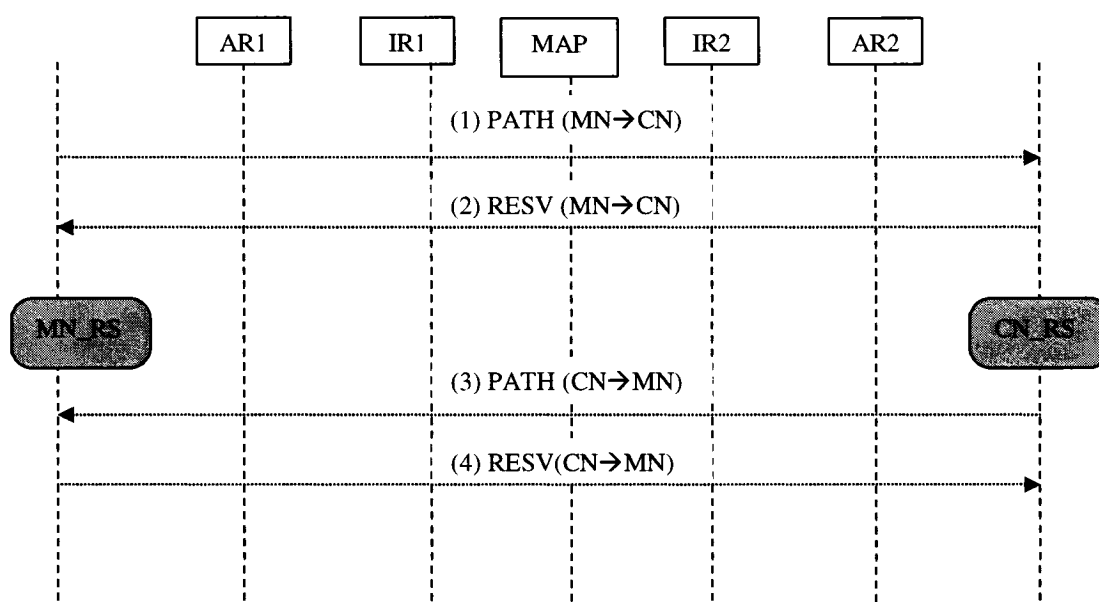 AR1 IR1 MAP IR2 AR2
(1) PATH (MN→CN)
(2) RESV (MN→CN)
MN_RS CN_RS
(3) PATH (CN→MN)
(4) RESV(CN→MN)